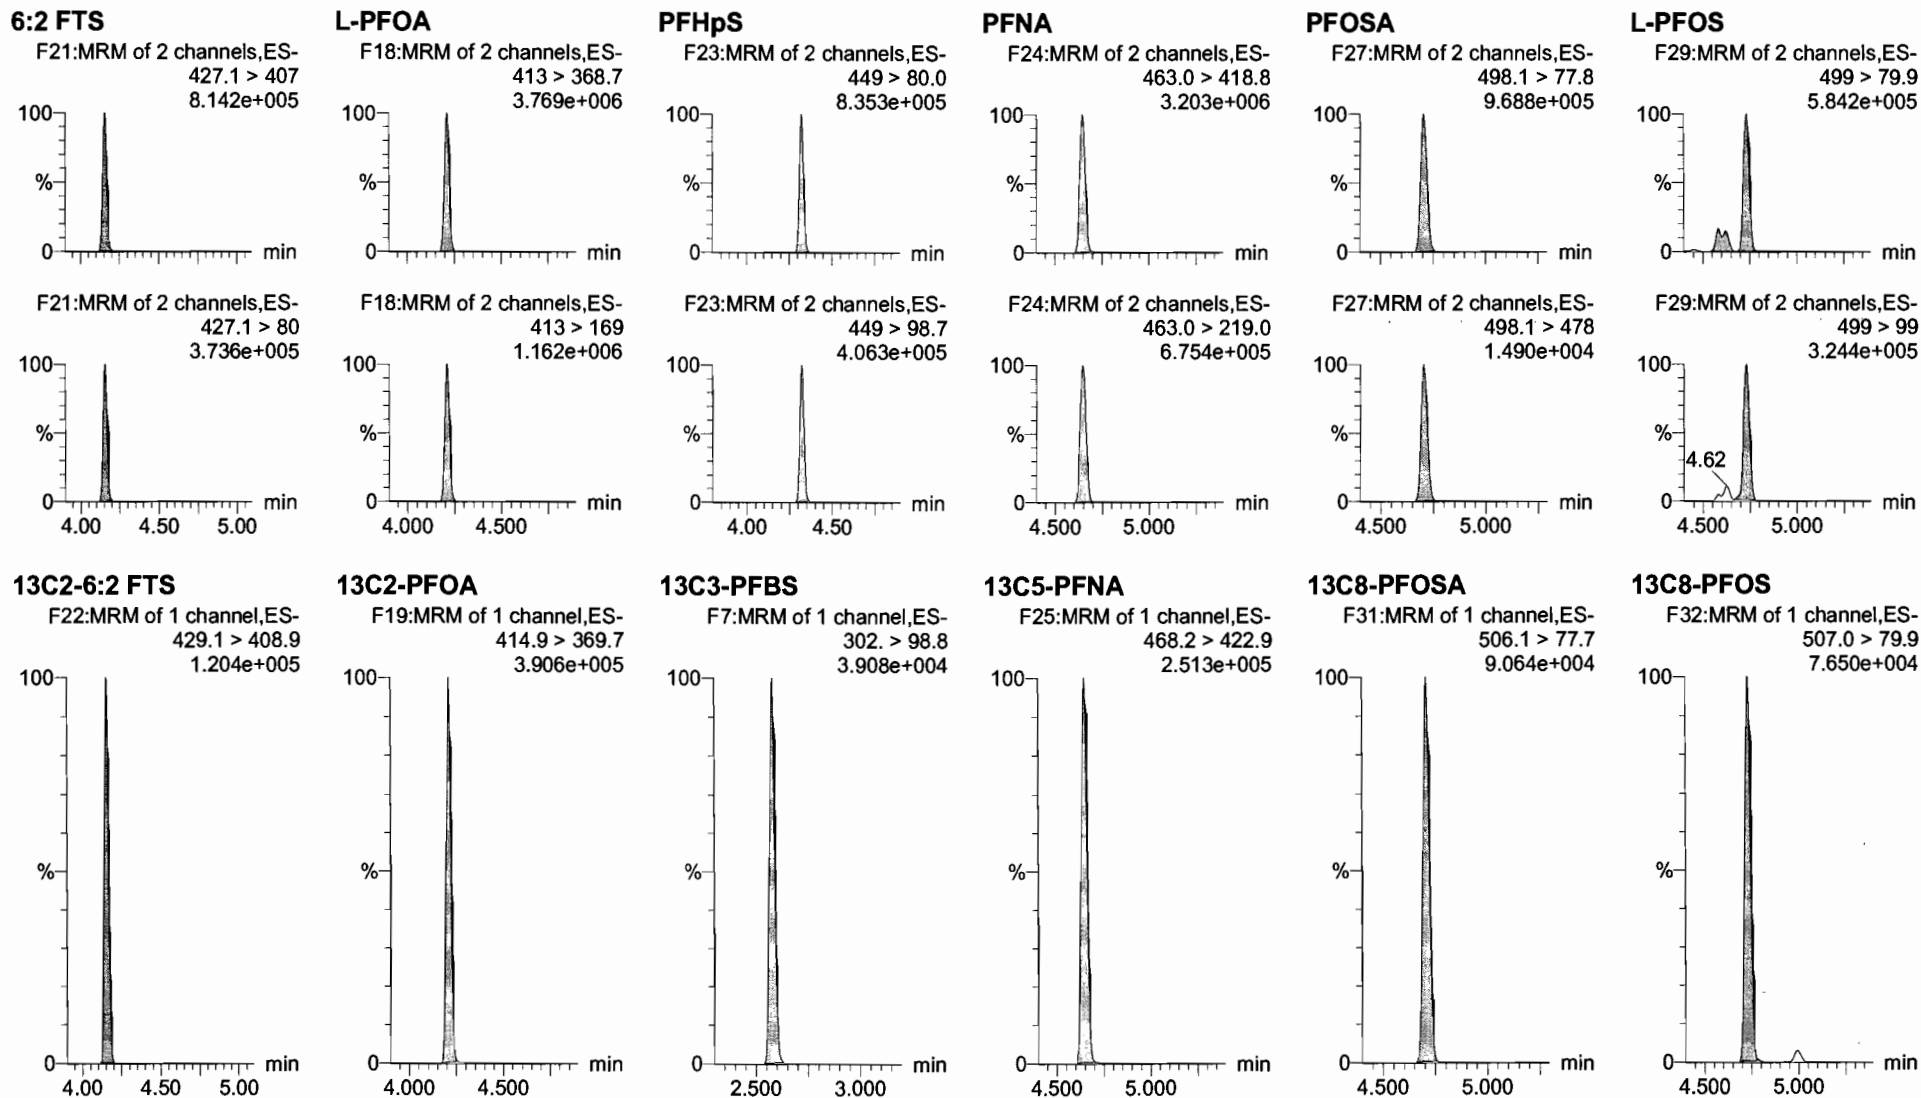 6:2 FTS
F21:MRM of 2 channels,ES-
427.1 > 407
8.142e+005
100
%
0
min
L-PFOA
F18:MRM of 2 channels,ES-
413 > 368.7
3.769e+006
100
%
0
min
PFHpS
F23:MRM of 2 channels,ES-
449 > 80.0
8.353e+005
100
%
0
min
PFNA
F24:MRM of 2 channels,ES-
463.0 > 418.8
3.203e+006
100
%
0
min
PFOSA
F27:MRM of 2 channels,ES-
498.1 > 77.8
9.688e+005
100
%
0
min
L-PFOS
F29:MRM of 2 channels,ES-
499 > 79.9
5.842e+005
100
%
0
min
F21:MRM of 2 channels,ES-
427.1 > 80
3.736e+005
100
%
0
min
4.00 4.50 5.00
F18:MRM of 2 channels,ES-
413 > 169
1.162e+006
100
%
0
min
4.000 4.500
F23:MRM of 2 channels,ES-
449 > 98.7
4.063e+005
100
%
0
min
4.00 4.50
F24:MRM of 2 channels,ES-
463.0 > 219.0
6.754e+005
100
%
0
min
4.500 5.000
F27:MRM of 2 channels,ES-
498.1 > 478
1.490e+004
100
%
0
min
4.500 5.000
F29:MRM of 2 channels,ES-
499 > 99
3.244e+005
100
%
4.62
0
min
4.500 5.000
13C2-6:2 FTS
F22:MRM of 1 channel,ES-
429.1 > 408.9
1.204e+005
100
%
0
min
4.00 4.50 5.00
13C2-PFOA
F19:MRM of 1 channel,ES-
414.9 > 369.7
3.906e+005
100
%
0
min
4.000 4.500
13C3-PFBS
F7:MRM of 1 channel,ES-
302. > 98.8
3.908e+004
100
%
0
min
2.500 3.000
13C5-PFNA
F25:MRM of 1 channel,ES-
468.2 > 422.9
2.513e+005
100
%
0
min
4.500 5.000
13C8-PFOSA
F31:MRM of 1 channel,ES-
506.1 > 77.7
9.064e+004
100
%
0
min
4.500 5.000
13C8-PFOS
F32:MRM of 1 channel,ES-
507.0 > 79.9
7.650e+004
100
%
0
min
4.500 5.000